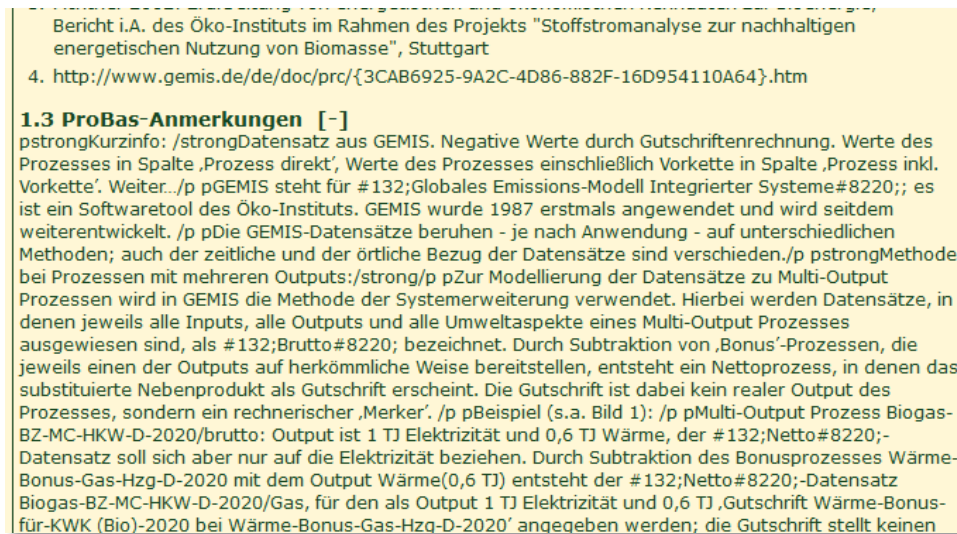 Bericht i.A. des Öko-Instituts im Rahmen des Projekts "Stoffstromanalyse zur nachhaltigen
energetischen Nutzung von Biomasse", Stuttgart
4. http://www.gemis.de/de/doc/prc/{3CAB6925-9A2C-4D86-882F-16D954110A64}.htm
1.3 ProBas-Anmerkungen [-]
pstrongKurzinfo: /strongDatensatz aus GEMIS. Negative Werte durch Gutschriftenrechnung. Werte des
Prozesses in Spalte ‚Prozess direkt’, Werte des Prozesses einschließlich Vorkette in Spalte ‚Prozess inkl.
Vorkette’. Weiter…/p pGEMIS steht für #132;Globales Emissions-Modell Integrierter Systeme#8220;; es
ist ein Softwaretool des Öko-Instituts. GEMIS wurde 1987 erstmals angewendet und wird seitdem
weiterentwickelt. /p pDie GEMIS-Datensätze beruhen - je nach Anwendung - auf unterschiedlichen
Methoden; auch der zeitliche und der örtliche Bezug der Datensätze sind verschieden./p pstrongMethode
bei Prozessen mit mehreren Outputs:/strong/p pZur Modellierung der Datensätze zu Multi-Output
Prozessen wird in GEMIS die Methode der Systemerweiterung verwendet. Hierbei werden Datensätze, in
denen jeweils alle Inputs, alle Outputs und alle Umweltaspekte eines Multi-Output Prozesses
ausgewiesen sind, als #132;Brutto#8220; bezeichnet. Durch Subtraktion von ‚Bonus’-Prozessen, die
jeweils einen der Outputs auf herkömmliche Weise bereitstellen, entsteht ein Nettoprozess, in denen das
substituierte Nebenprodukt als Gutschrift erscheint. Die Gutschrift ist dabei kein realer Output des
Prozesses, sondern ein rechnerischer ‚Merker’. /p pBeispiel (s.a. Bild 1): /p pMulti-Output Prozess Biogas-
BZ-MC-HKW-D-2020/brutto: Output ist 1 TJ Elektrizität und 0,6 TJ Wärme, der #132;Netto#8220;-
Datensatz soll sich aber nur auf die Elektrizität beziehen. Durch Subtraktion des Bonusprozesses Wärme-
Bonus-Gas-Hzg-D-2020 mit dem Output Wärme(0,6 TJ) entsteht der #132;Netto#8220;-Datensatz
Biogas-BZ-MC-HKW-D-2020/Gas, für den als Output 1 TJ Elektrizität und 0,6 TJ ‚Gutschrift Wärme-Bonus-
für-KWK (Bio)-2020 bei Wärme-Bonus-Gas-Hzg-D-2020’ angegeben werden; die Gutschrift stellt keinen